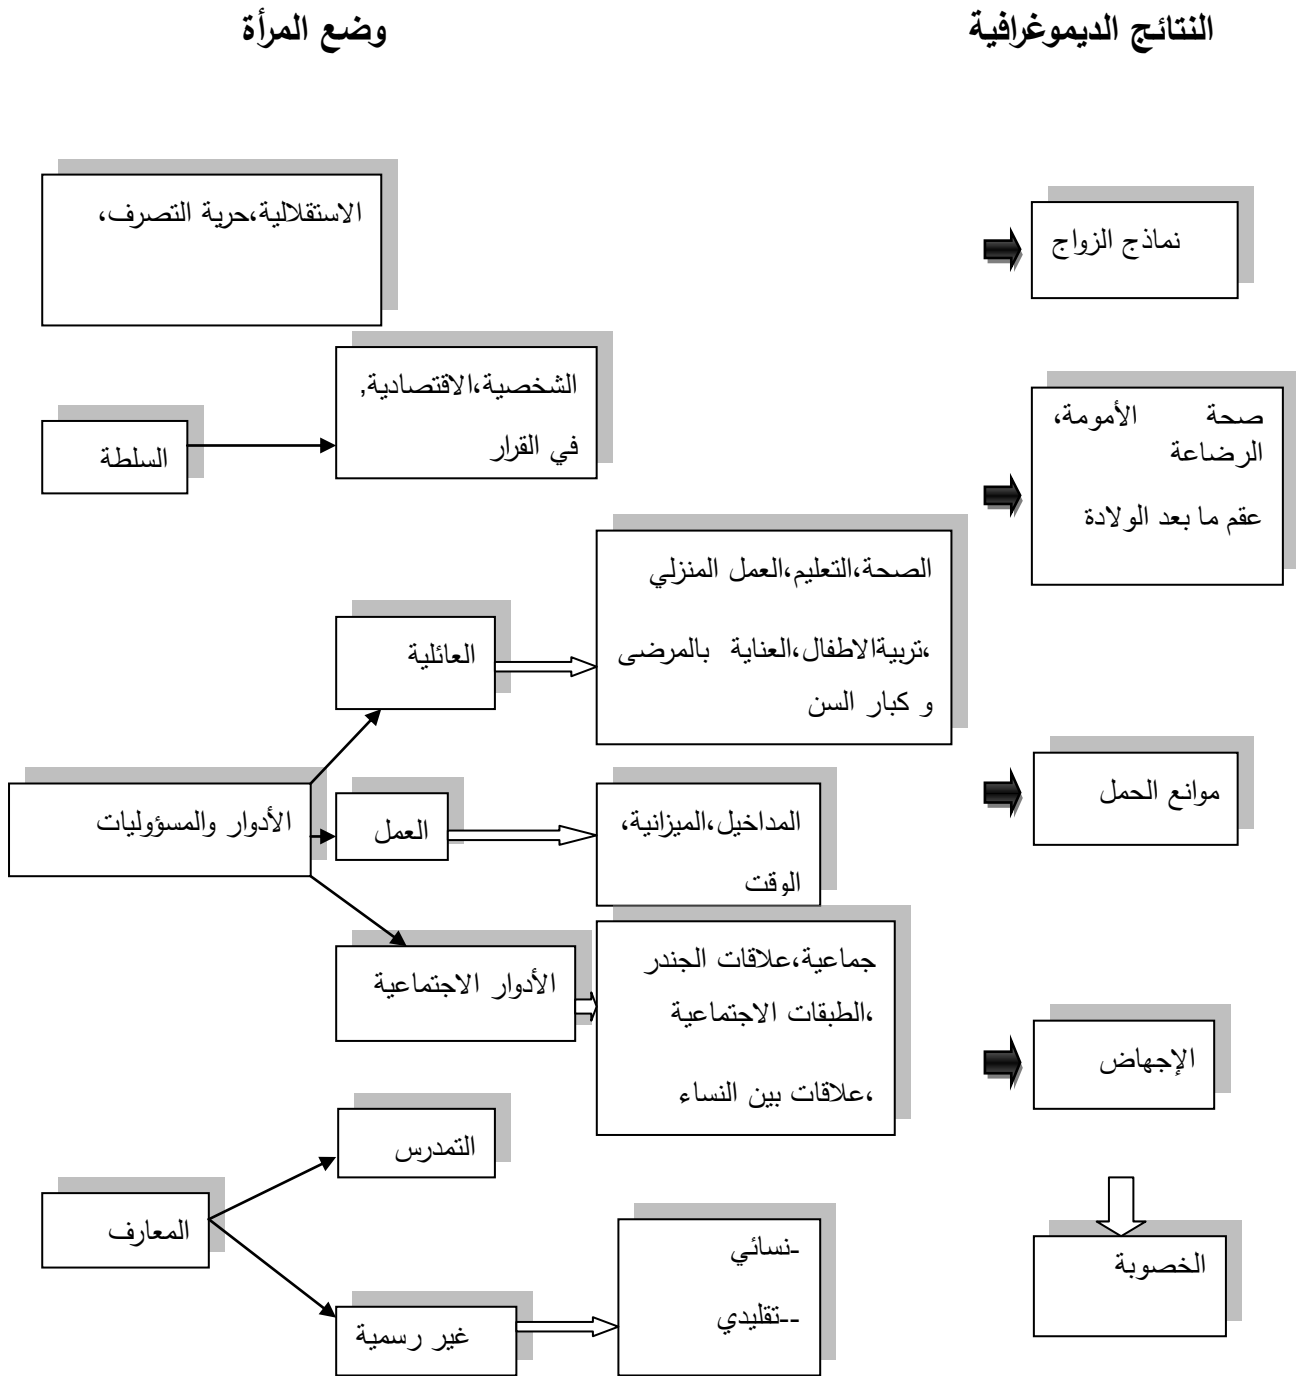 النتائج الديموغرافية
وضع المرأة
الاستقلالية،حرية التصرف،
نماذج الزواج
الشخصية،الاقتصادية,
في القرار
السلطة
صحة الأمومة،
الرضاعة
عقم ما بعد الولادة
الصحة،التعليم،العمل المنزلي
،تربيةالاطفال،العناية بالمرضى
و كبار السن
العائلية
الأدوار والمسؤوليات
العمل
المداخيل،الميزانية،
الوقت
موانع الحمل
الأدوار الاجتماعية
جماعية،علاقات الجندر
،الطبقات الاجتماعية
،علاقات بين النساء
الإجهاض
التمدرس
المعارف
غير رسمية
-نسائي
--تقليدي
الخصوبة